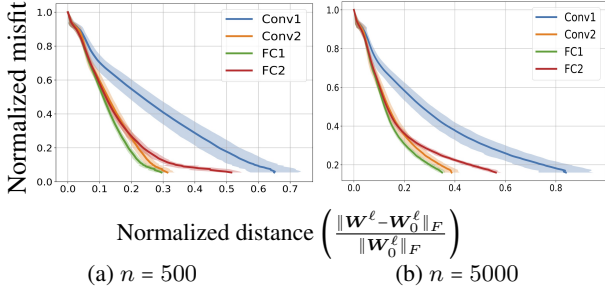 Normalized misfit
1.0
0.8
0.6
0.4
0.2
0.0
0.0 0.1 0.2 0.3 0.4 0.5 0.6 0.7
Conv1
Conv2
FC1
FC2
1.0
0.8
0.6
0.4
0.2
0.0 0.2 0.4 0.6 0.8
Conv1
Conv2
FC1
FC2
Normalized distance (‖W^ℓ−W_0^ℓ‖_F / ‖W_0^ℓ‖_F)
(a) n = 500
(b) n = 5000